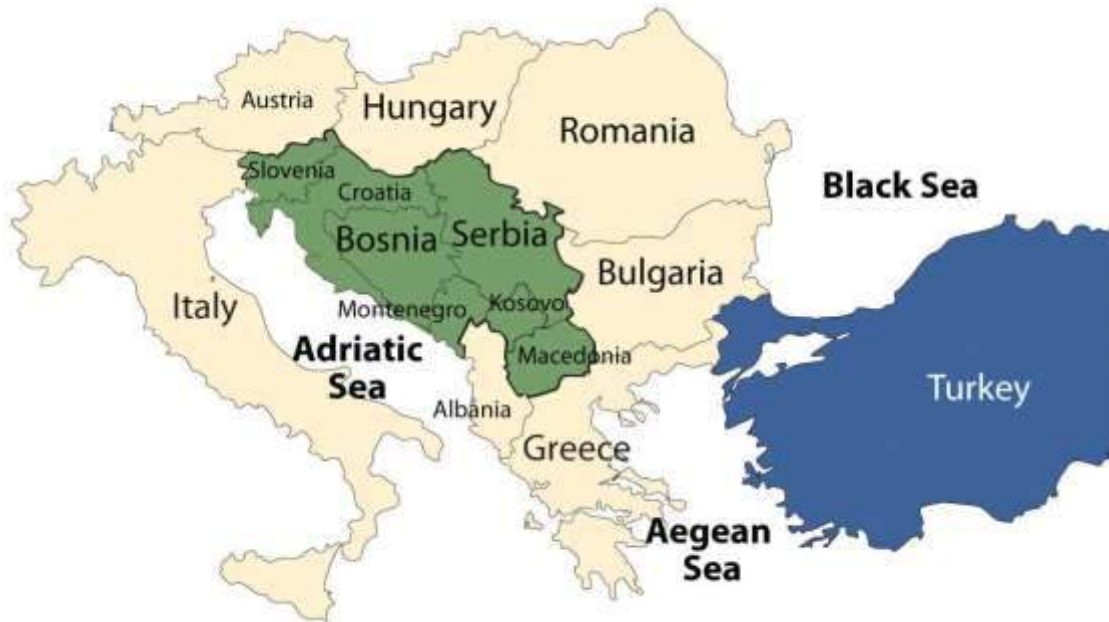 Austria
Hungary
Romania
Slovenia
Croatia
Black Sea
Bosnia
Serbia
Bulgaria
Italy
Montenegro
Kosovo
Adriatic
Sea
Macedonia
Turkey
Albania
Greece
Aegean
Sea